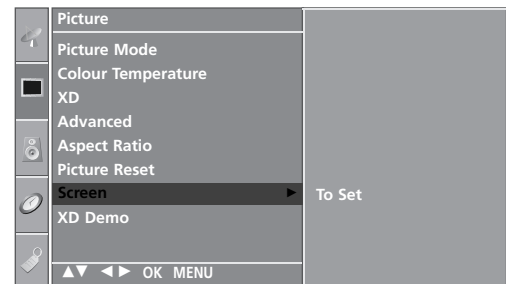 Picture
Picture Mode
Colour Temperature
XD
Advanced
Aspect Ratio
Picture Reset
Screen ► To Set
XD Demo
▲▼ ◄► OK MENU